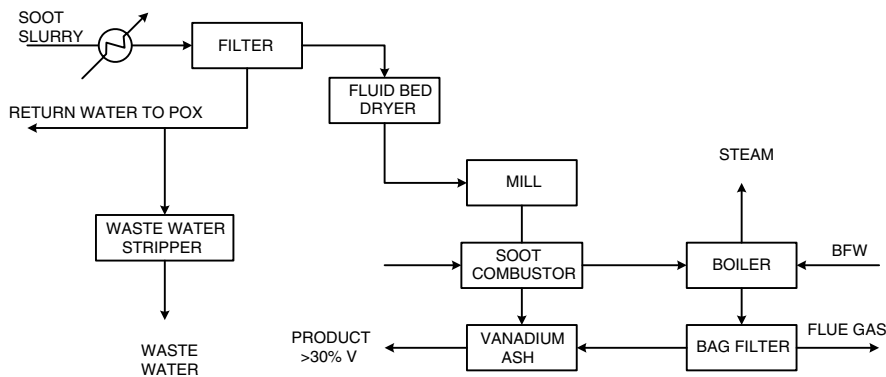 SOOT
SLURRY
FILTER
FLUID BED
DRYER
RETURN WATER TO POX
MILL
STEAM
WASTE WATER
STRIPPER
SOOT
COMBUSTOR
BOILER
BFW
PRODUCT
>30% V
VANADIUM
ASH
BAG FILTER
FLUE GAS
WASTE
WATER